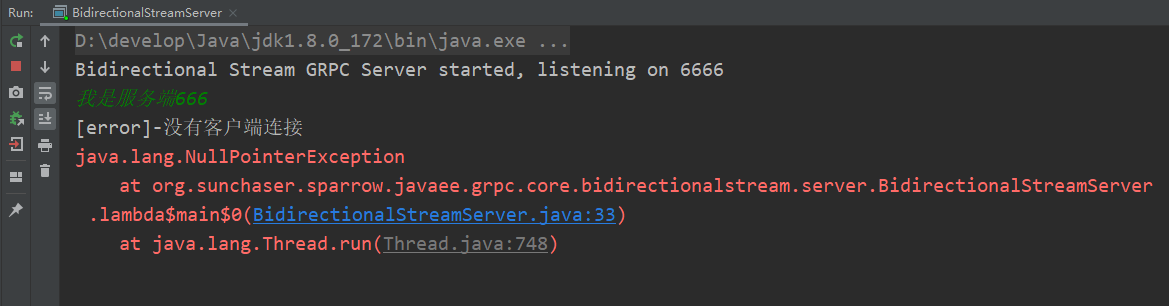 Run: BidirectionalStreamServer
D:\develop\Java\jdk1.8.0_172\bin\java.exe ...
Bidirectional Stream GRPC Server started, listening on 6666
我是服务端666
[error]-没有客户端连接
java.lang.NullPointerException
at org.sunchaser.sparrow.javaee.grpc.core.bidirectionalstream.server.BidirectionalStreamServer
.lambda$main$0(BidirectionalStreamServer.java:33)
at java.lang.Thread.run(Thread.java:748)